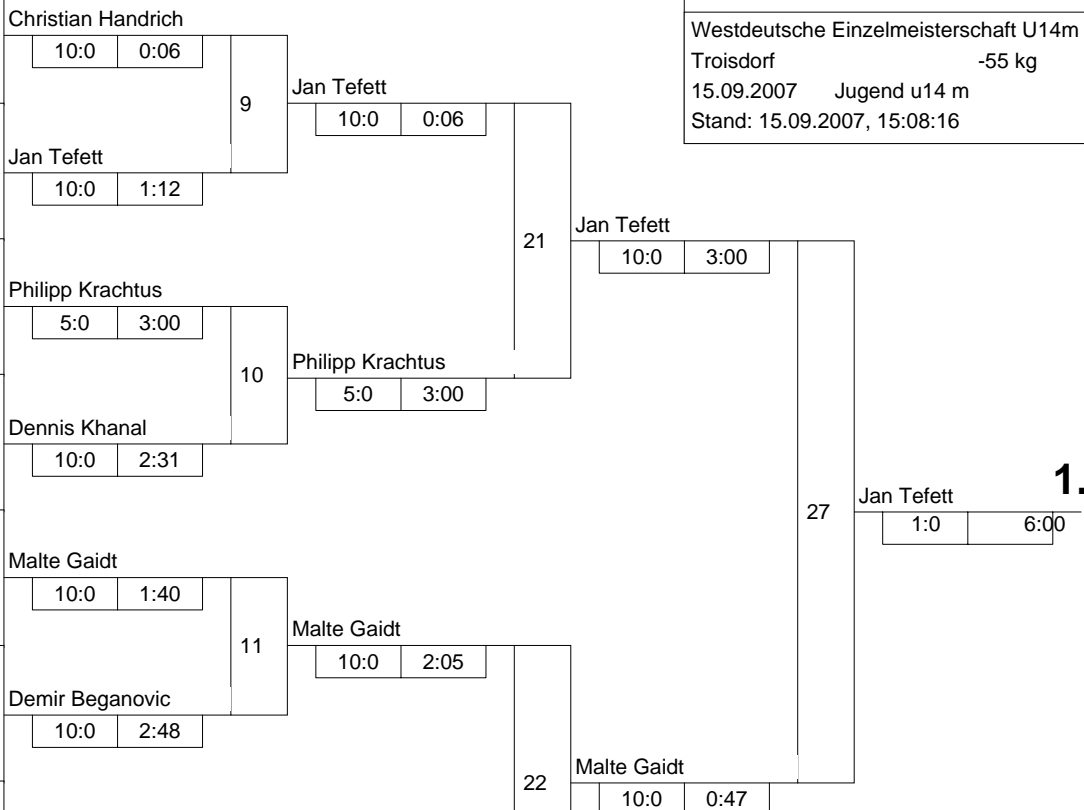 Christian Handrich
10:0 0:06
Westdeutsche Einzelmeisterschaft U14m
Troisdorf -55 kg
15.09.2007 Jugend u14 m
Stand: 15.09.2007, 15:08:16
9
Jan Tefett
10:0 0:06
Jan Tefett
10:0 1:12
21
Jan Tefett
10:0 3:00
Philipp Krachtus
5:0 3:00
10
Philipp Krachtus
5:0 3:00
Dennis Khanal
10:0 2:31
27
Jan Tefett 1.
1:0 6:00
Malte Gaidt
10:0 1:40
11
Malte Gaidt
10:0 2:05
Demir Beganovic
10:0 2:48
22
Malte Gaidt
10:0 0:47